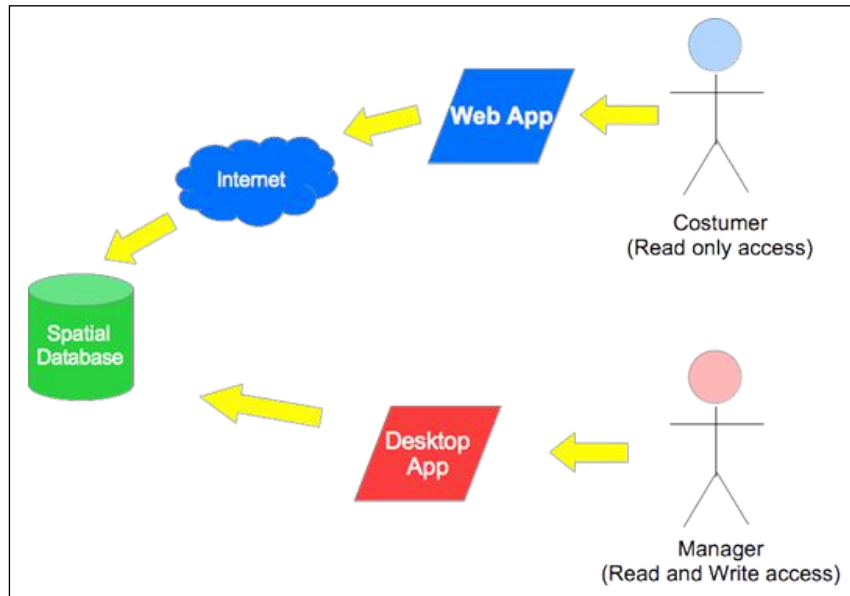 Web App
Internet
Costumer
(Read only access)
Spatial
Database
Desktop
App
Manager
(Read and Write access)